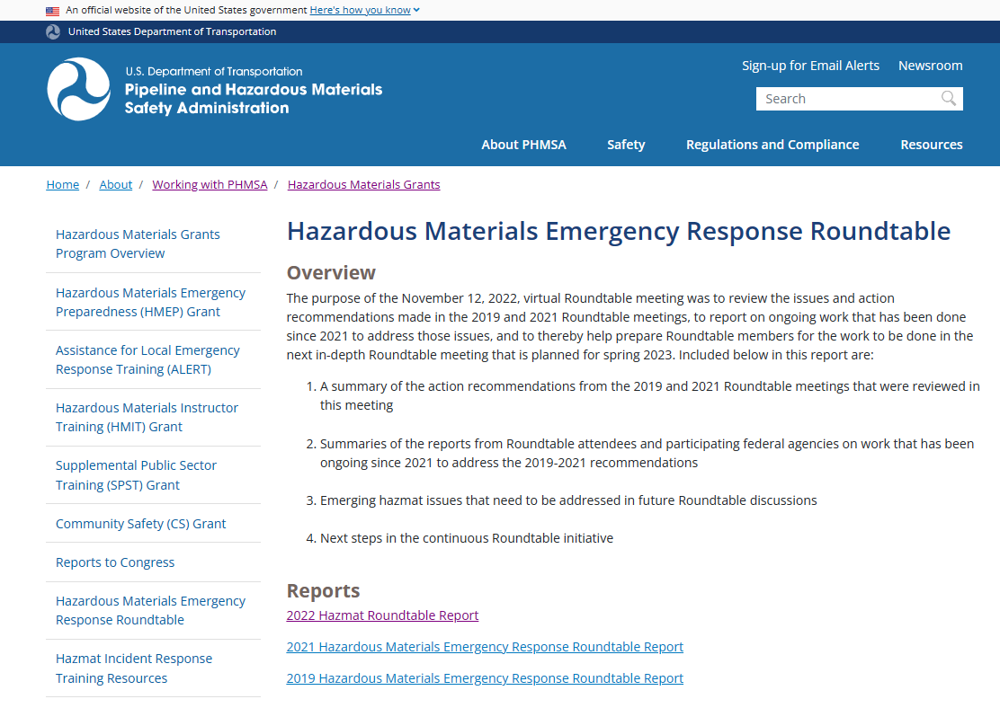 An official website of the United States government Here's how you know
United States Department of Transportation
U.S. Department of Transportation
Pipeline and Hazardous Materials
Safety Administration
Sign-up for Email Alerts Newsroom
Search
About PHMSA Safety Regulations and Compliance Resources
Home / About / Working with PHMSA / Hazardous Materials Grants
Hazardous Materials Grants
Program Overview
Hazardous Materials Emergency
Preparedness (HMEP) Grant
Assistance for Local Emergency
Response Training (ALERT)
Hazardous Materials Instructor
Training (HMIT) Grant
Supplemental Public Sector
Training (SPST) Grant
Community Safety (CS) Grant
Reports to Congress
Hazardous Materials Emergency
Response Roundtable
Hazmat Incident Response
Training Resources
Hazardous Materials Emergency Response Roundtable
Overview
The purpose of the November 12, 2022, virtual Roundtable meeting was to review the issues and action
recommendations made in the 2019 and 2021 Roundtable meetings, to report on ongoing work that has been done
since 2021 to address those issues, and to thereby help prepare Roundtable members for the work to be done in the
next in-depth Roundtable meeting that is planned for spring 2023. Included below in this report are:
1. A summary of the action recommendations from the 2019 and 2021 Roundtable meetings that were reviewed in
this meeting
2. Summaries of the reports from Roundtable attendees and participating federal agencies on work that has been
ongoing since 2021 to address the 2019-2021 recommendations
3. Emerging hazmat issues that need to be addressed in future Roundtable discussions
4. Next steps in the continuous Roundtable initiative
Reports
2022 Hazmat Roundtable Report
2021 Hazardous Materials Emergency Response Roundtable Report
2019 Hazardous Materials Emergency Response Roundtable Report